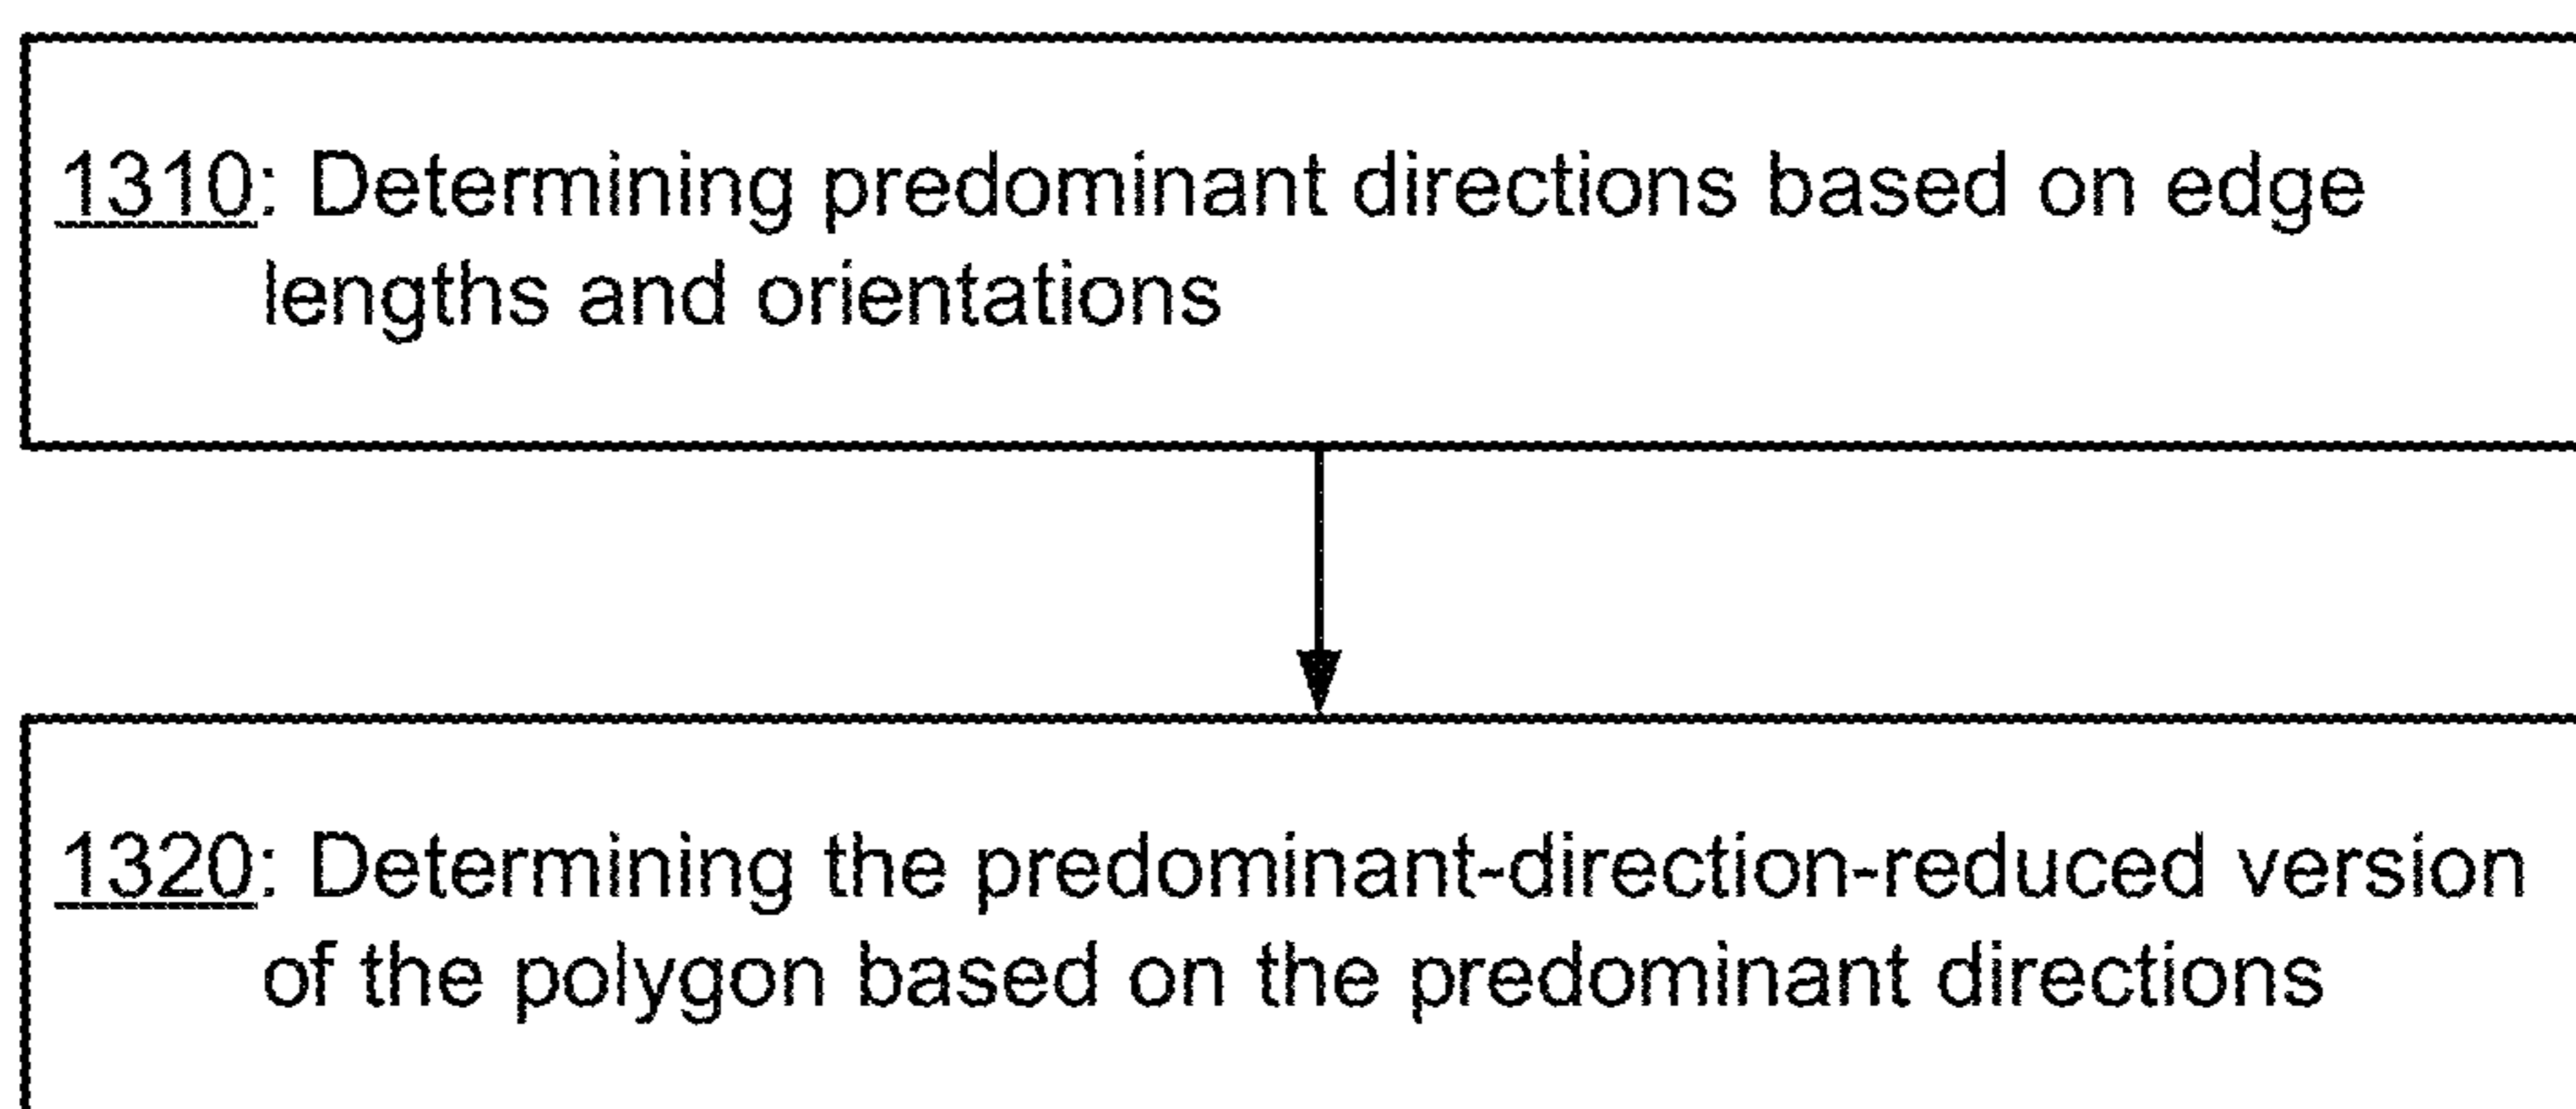 1310: Determining predominant directions based on edge
lengths and orientations
1320: Determining the predominant-direction-reduced version
of the polygon based on the predominant directions